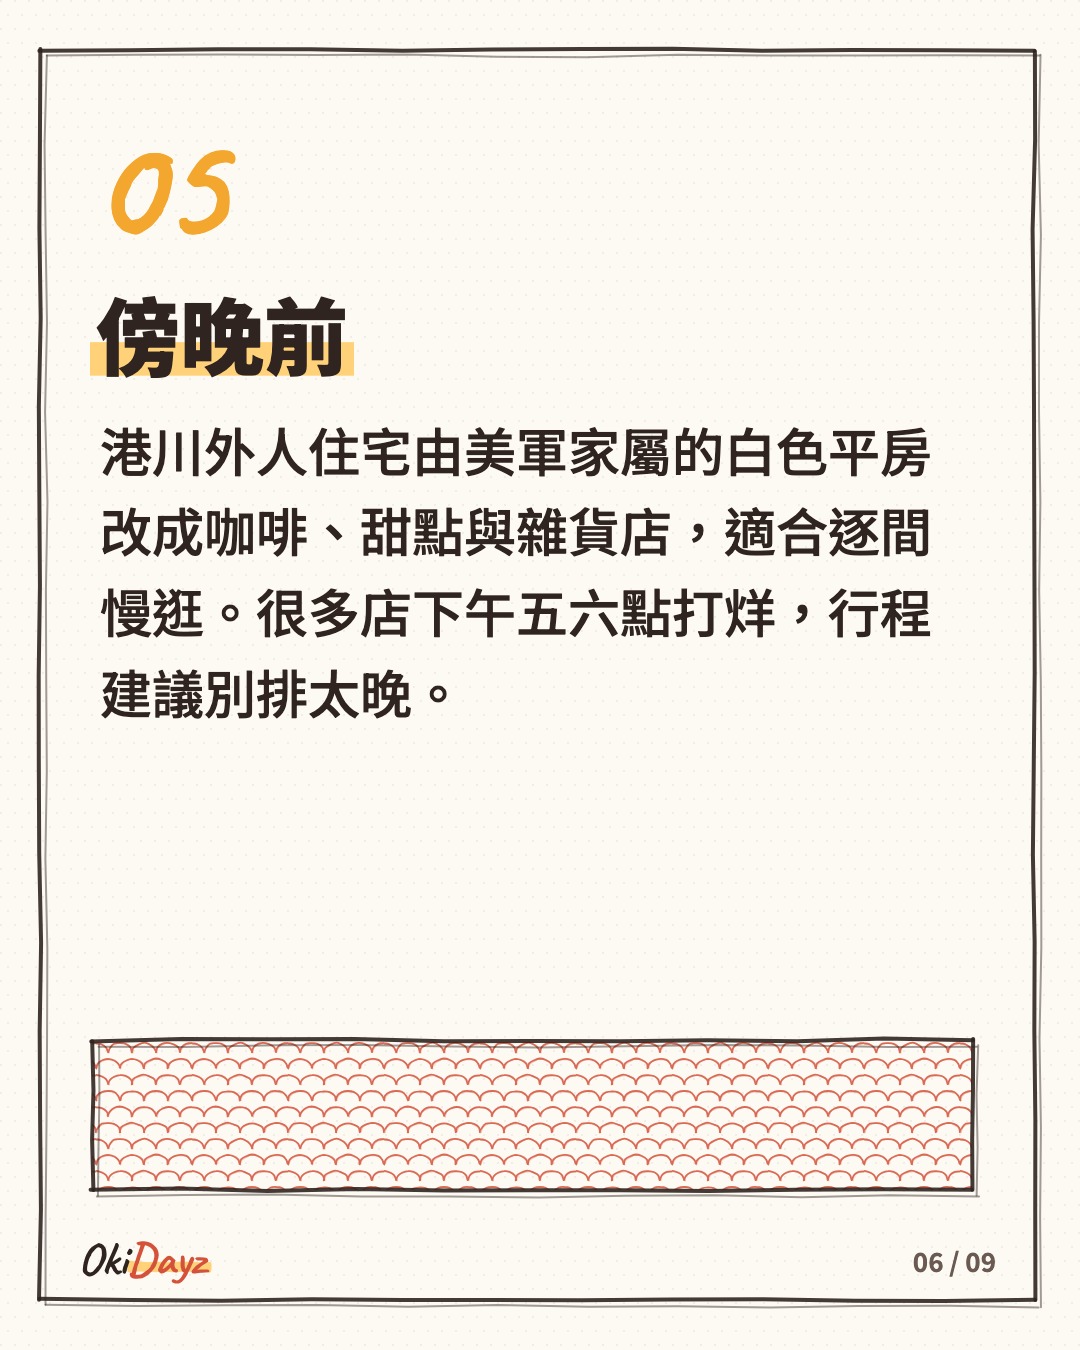 05
傍晚前
港川外人住宅由美軍家屬的白色平房
改成咖啡、甜點與雜貨店，適合逐間
慢逛。很多店下午五六點打烊，行程
建議別排太晚。
OkiDayz
06 / 09